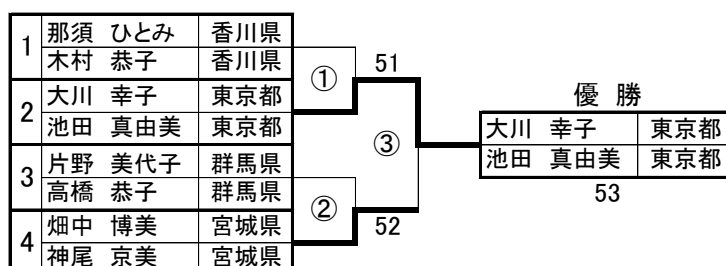 1 那須 ひとみ 香川県
木村 恭子 香川県
① 51
2 大川 幸子 東京都
池田 真由美 東京都
③
優 勝
大川 幸子 東京都
池田 真由美 東京都
53
3 片野 美代子 群馬県
高橋 恭子 群馬県
② 52
4 畑中 博美 宮城県
神尾 京美 宮城県